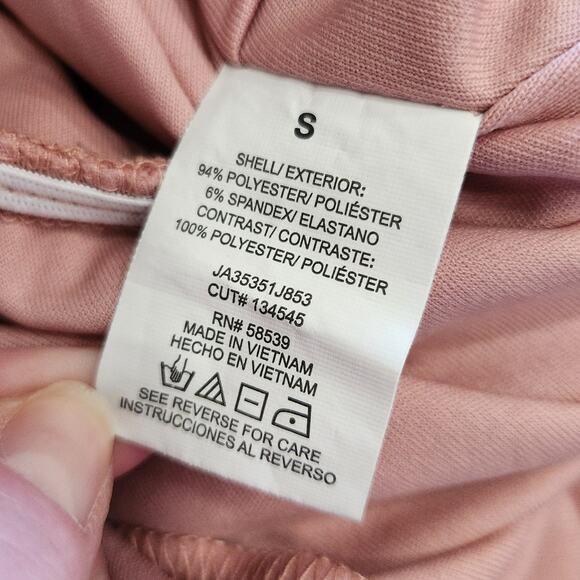 S
SHELL/ EXTERIOR:
94% POLYESTER/ POLIÉSTER
6% SPANDEX/ ELASTANO
CONTRAST/ CONTRASTE:
100% POLYESTER/ POLIÉSTER
JA35351J853
CUT# 134545
RN# 58539
MADE IN VIETNAM
HECHO EN VIETNAM
SEE REVERSE FOR CARE
INSTRUCCIONES AL REVERSO